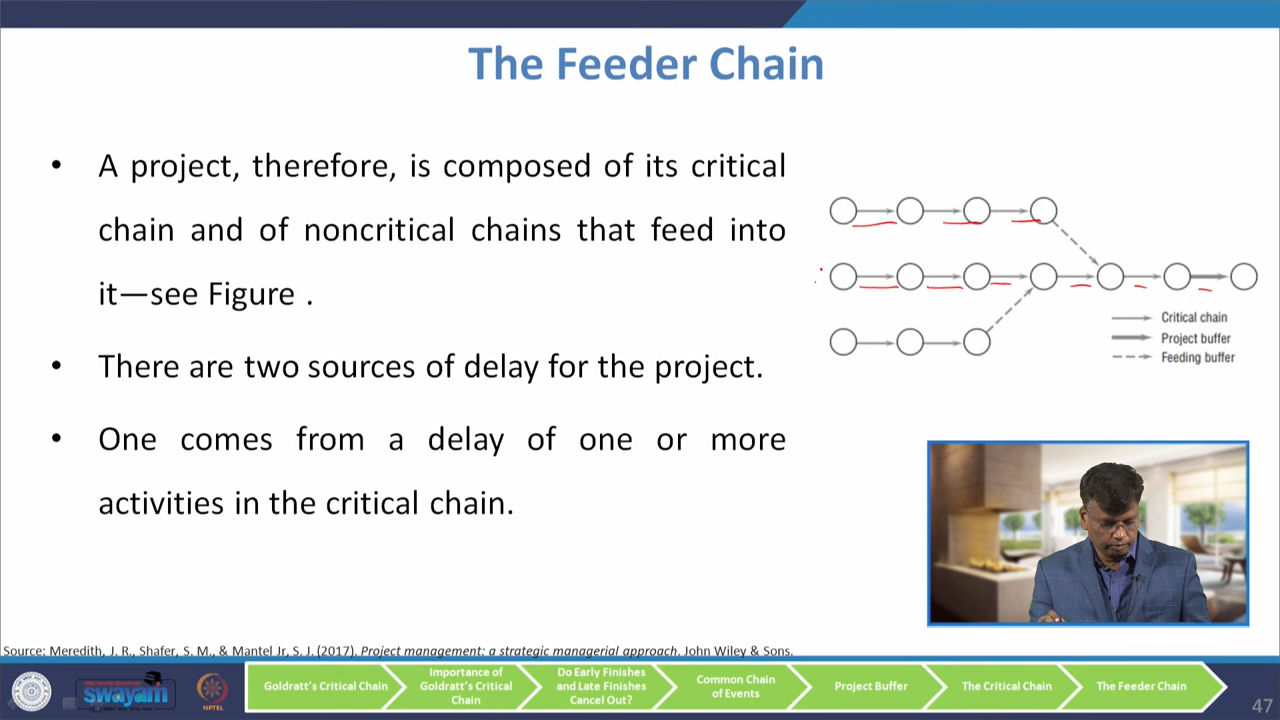 The Feeder Chain
• A project, therefore, is composed of its critical
chain and of noncritical chains that feed into
it—see Figure .
• There are two sources of delay for the project.
• One comes from a delay of one or more
activities in the critical chain.
Critical chain
Project buffer
Feeding buffer
Source: Meredith, J. R., Shafer, S. M., & Mantel Jr, S. J. (2017). Project management: a strategic managerial approach. John Wiley & Sons.
swayam
NPTEL
Goldratt's Critical Chain
Importance of
Goldratt's Critical
Chain
Do Early Finishes
and Late Finishes
Cancel Out?
Common Chain
of Events
Project Buffer
The Critical Chain
The Feeder Chain
47